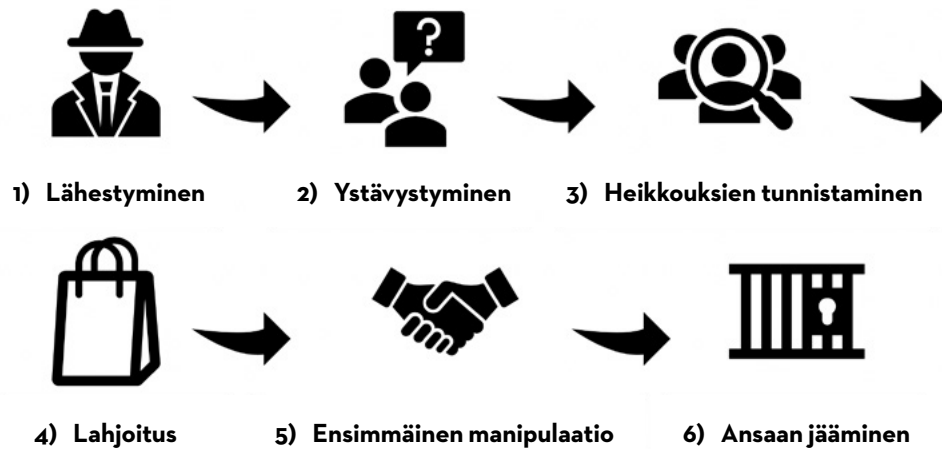 ?
1) Lähestyminen
2) Ystävystyminen
3) Heikkouksien tunnistaminen
4) Lahjoitus
5) Ensimmäinen manipulaatio
6) Ansaan jääminen